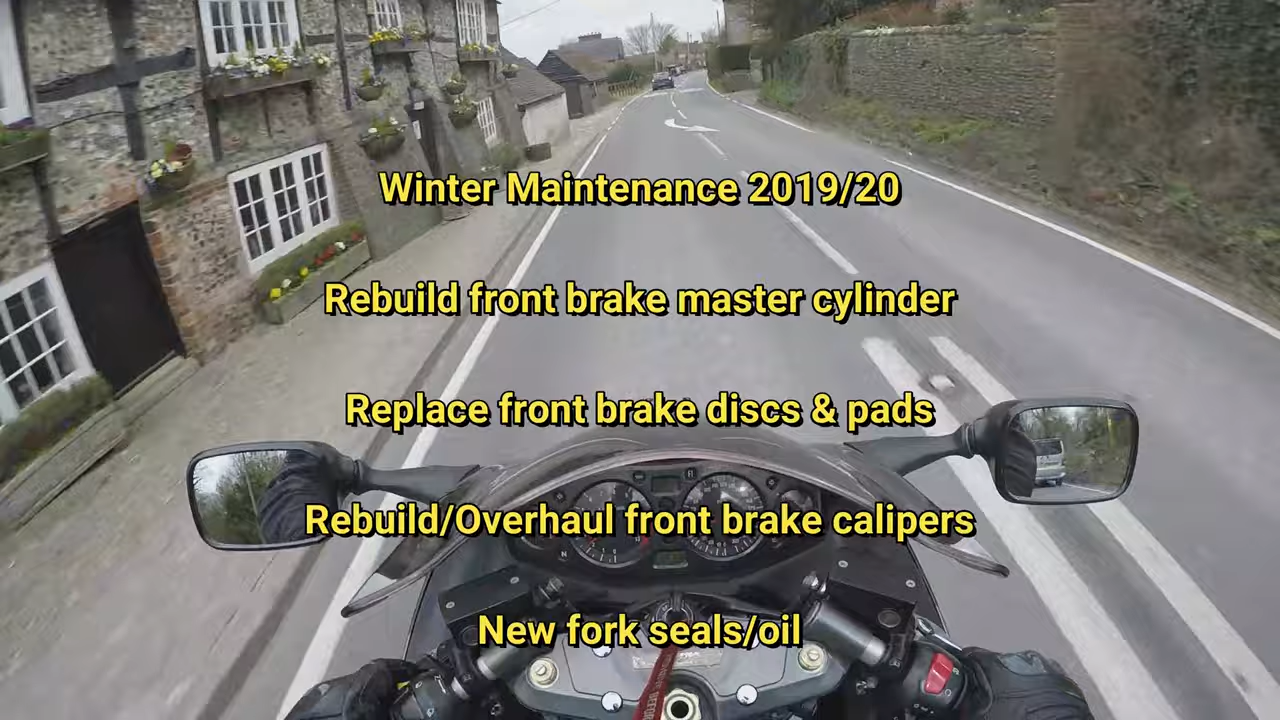 Winter Maintenance 2019/20
Rebuild front brake master cylinder
Replace front brake discs & pads
Rebuild/Overhaul front brake calipers
New fork seals/oil